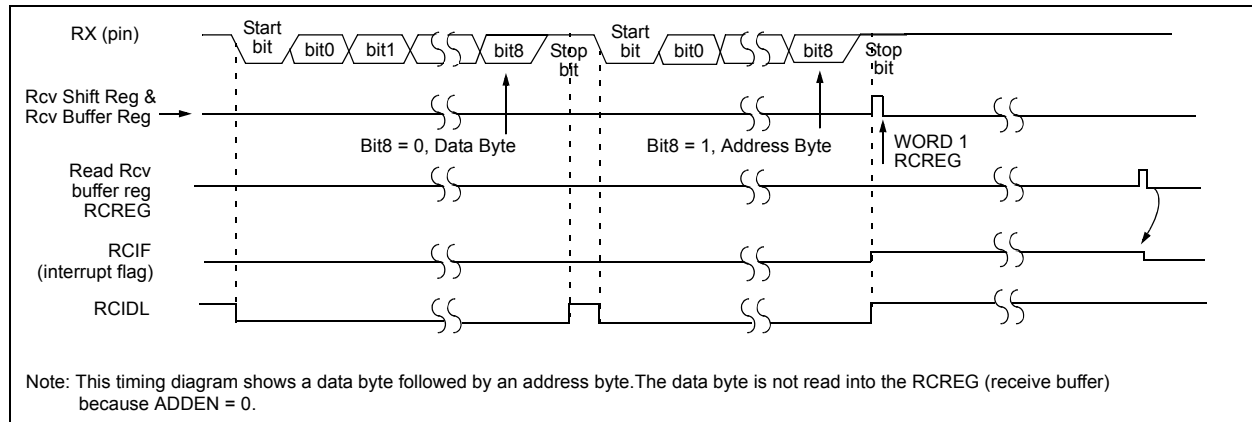 RX (pin)
Start
bit
bit0
bit1
bit8
Stop
bit
Start
bit
bit0
bit8
Stop
bit
Rcv Shift Reg &
Rcv Buffer Reg
Bit8 = 0, Data Byte
Bit8 = 1, Address Byte
WORD 1
RCREG
Read Rcv
buffer reg
RCREG
RCIF
(interrupt flag)
RCIDL
Note: This timing diagram shows a data byte followed by an address byte.The data byte is not read into the RCREG (receive buffer)
because ADDEN = 0.